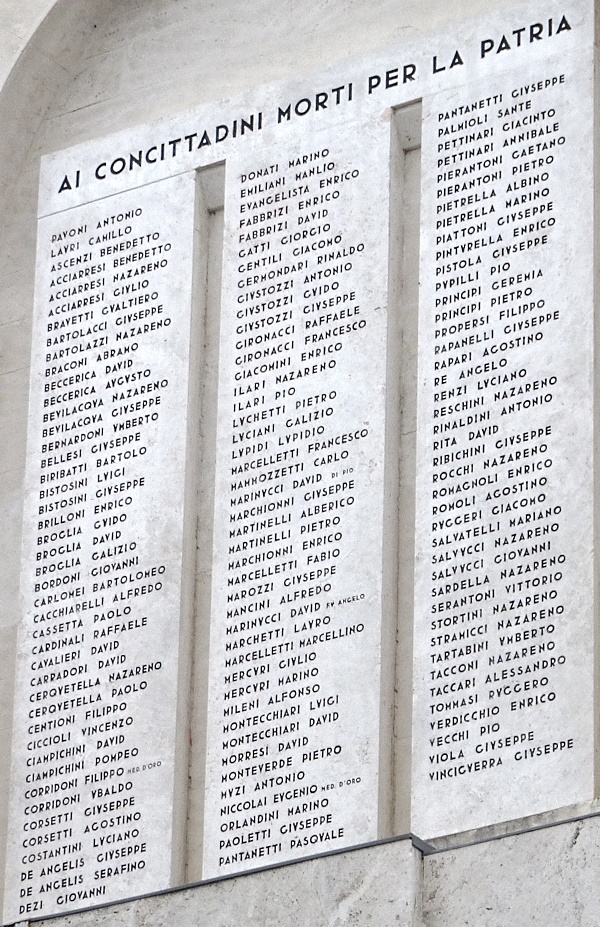 AI CONCITTADINI MORTI PER LA PATRIA
PAVONI ANTONIO
LAVRI CAMILLO
ASCENZI BENEDETTO
ACCIARRESI BENEDETTO
ACCIARRESI NAZARENO
ACCIARRESI GIVLIO
BRAVETTI GVALTIERO
BARTOLACCI GIVSEPPE
BARTOLAZZI NAZARENO
BRACONI ABRAMO
BECCERICA DAVID
BECCERICA AVGVSTO
BEVILACQVA NAZARENO
BEVILACQVA GIVSEPPE
BERNARDONI VMBERTO
BELLESI GIVSEPPE
BIRIBATTI BARTOLO
BISTOSINI LVIGI
BISTOSINI GIVSEPPE
BRILLONI ENRICO
BROGLIA GVIDO
BROGLIA DAVID
BROGLIA GALIZIO
BORDONI GIOVANNI
CARLOMEI BARTOLOMEO
CACCHIARELLI ALFREDO
CASSETTA PAOLO
CARDINALI RAFFAELE
CAVALIERI DAVID
CARRADORI DAVID
CERQVETELLA NAZARENO
CERQVETELLA PAOLO
CENTIONI FILIPPO
CICCIOLI VINCENZO
CIAMPICHINI DAVID
CIAMPICHINI POMPEO
CORRIDONI FILIPPO MED. D'ORO
CORRIDONI VBALDO
CORSETTI GIVSEPPE
CORSETTI AGOSTINO
COSTANTINI LVCIANO
DE ANGELIS GIVSEPPE
DE ANGELIS SERAFINO
DEZI GIOVANNI
DONATI MARINO
EMILIANI MANLIO
EVANGELISTA ENRICO
FABBRIZI ENRICO
FABBRIZI DAVID
GATTI GIORGIO
GENTILI GIACOMO
GERMONDARI RINALDO
GIVSTOZZI ANTONIO
GIVSTOZZI GVIDO
GIVSTOZZI GIVSEPPE
GIRONACCI RAFFAELE
GIRONACCI FRANCESCO
GIACOMINI ENRICO
ILARI NAZARENO
ILARI PIO
LVCHETTI PIETRO
LVCIANI GALIZIO
LVPIDI LVPIDIO
MARCELLETTI FRANCESCO
MAMMOZZETTI CARLO
MARINVCCI DAVID DI PIO
MARCHIONNI GIVSEPPE
MARTINELLI ALBERICO
MARTINELLI PIETRO
MARCHIONNI ENRICO
MARCELLETTI FABIO
MAROZZI GIVSEPPE
MANCINI ALFREDO
MARINVCCI DAVID FV ANGELO
MARCHETTI LAVRO
MARCELLETTI MARCELLINO
MERCVRI GIVLIO
MERCVRI MARINO
MILENI ALFONSO
MONTECCHIARI LVIGI
MONTECCHIARI DAVID
MORRESI DAVID
MONTEVERDE PIETRO
MVZI ANTONIO
NICCOLAI EVGENIO MED. D'ORO
ORLANDINI MARINO
PAOLETTI GIVSEPPE
PANTANETTI PASQVALE
PANTANETTI GIVSEPPE
PALMIOLI SANTE
PETTINARI GIACINTO
PETTINARI ANNIBALE
PIERANTONI GAETANO
PIERANTONI PIETRO
PIETRELLA ALBINO
PIETRELLA MARINO
PIATTONI GIVSEPPE
PINTVRELLA ENRICO
PISTOLA GIVSEPPE
PVPILLI PIO
PRINCIPI GEREMIA
PRINCIPI PIETRO
PROPERSI FILIPPO
RAPANELLI GIVSEPPE
RAPARI AGOSTINO
RE ANGELO
RENZI LVCIANO
RESCHINI NAZARENO
RINALDINI ANTONIO
RITA DAVID
RIBICHINI GIVSEPPE
ROCCHI NAZARENO
ROMAGNOLI ENRICO
ROMOLI AGOSTINO
RVGGERI GIACOMO
SALVATELLI MARIANO
SALVVCCI NAZARENO
SALVVCCI GIOVANNI
SARDELLA NAZARENO
SERANTONI VITTORIO
STORTINI NAZARENO
STRAMICCI NAZARENO
TARTABINI VMBERTO
TACCONI NAZARENO
TACCARI ALESSANDRO
TOMMASI RVGGERO
VERDICCHIO ENRICO
VECCHI PIO
VIOLA GIVSEPPE
VINCIGVERRA GIVSEPPE